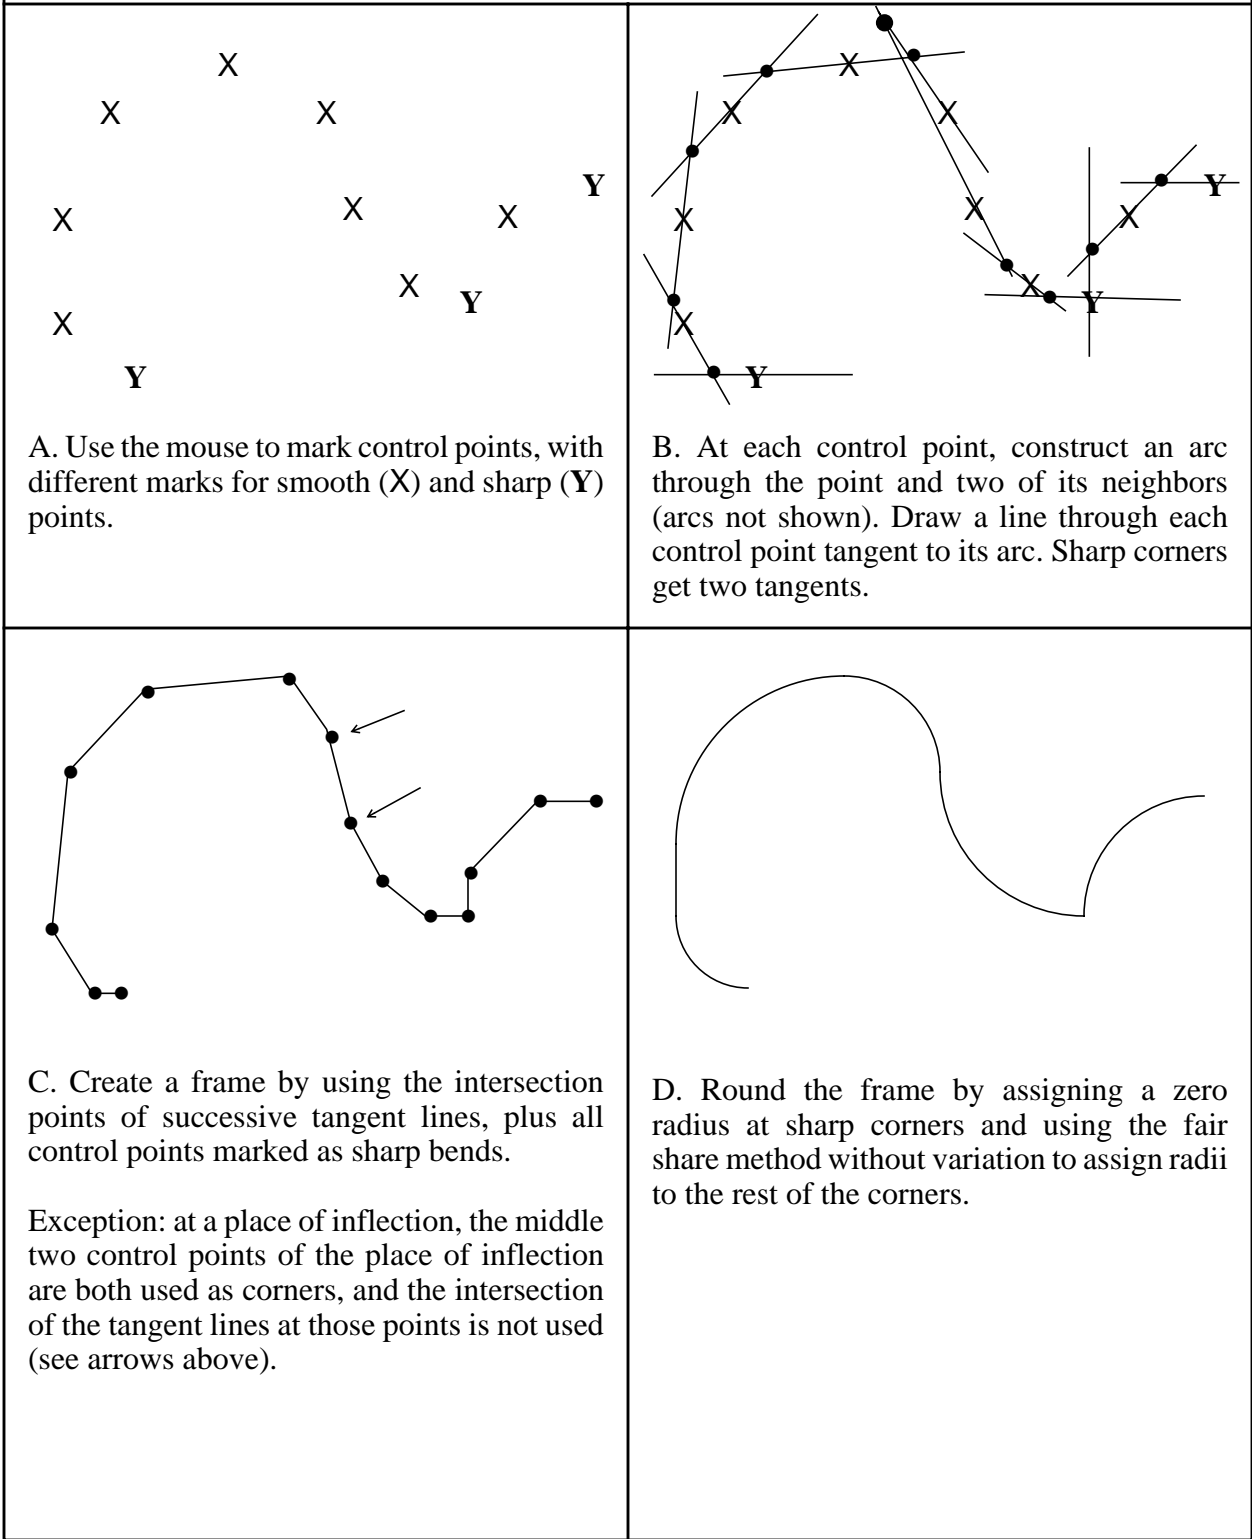 X
X X
Y
X X X
X
Y
X
Y
A. Use the mouse to mark control points, with
different marks for smooth (X) and sharp (Y)
points.
X
X X
Y
X X X
X
Y
X
Y
B. At each control point, construct an arc
through the point and two of its neighbors
(arcs not shown). Draw a line through each
control point tangent to its arc. Sharp corners
get two tangents.
C. Create a frame by using the intersection
points of successive tangent lines, plus all
control points marked as sharp bends.
Exception: at a place of inflection, the middle
two control points of the place of inflection
are both used as corners, and the intersection
of the tangent lines at those points is not used
(see arrows above).
D. Round the frame by assigning a zero
radius at sharp corners and using the fair
share method without variation to assign radii
to the rest of the corners.